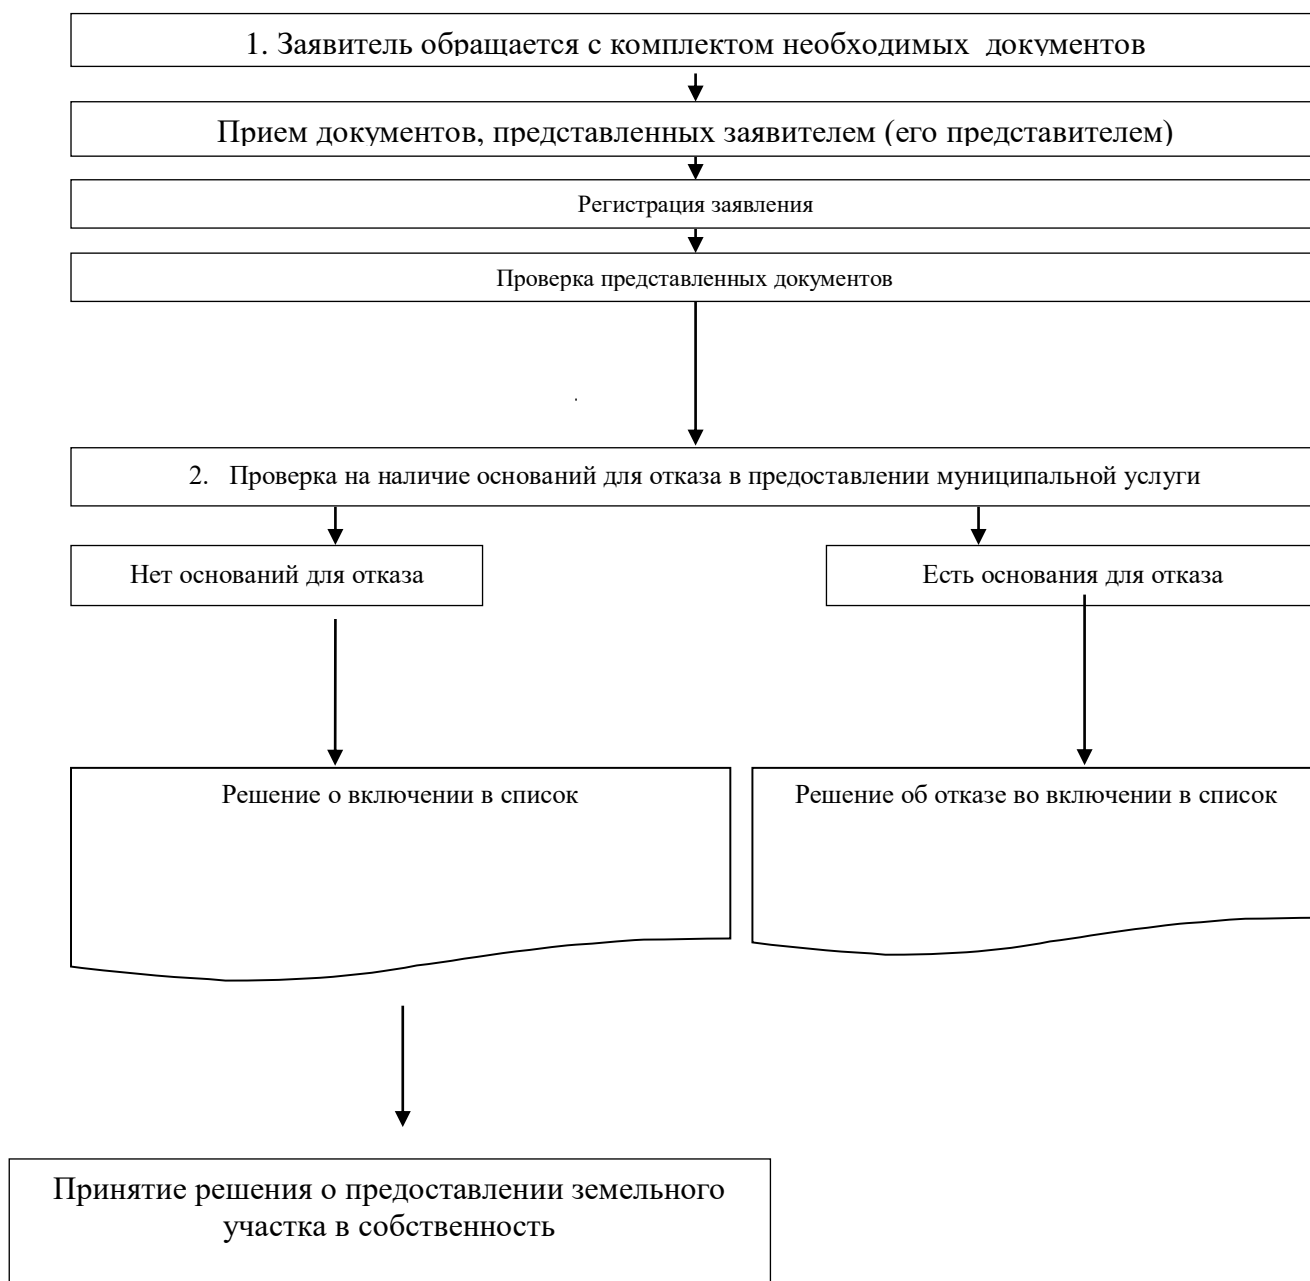 1. Заявитель обращается с комплектом необходимых документов
Прием документов, представленных заявителем (его представителем)
Регистрация заявления
Проверка представленных документов
2. Проверка на наличие оснований для отказа в предоставлении муниципальной услуги
Нет оснований для отказа
Есть основания для отказа
Решение о включении в список
Решение об отказе во включении в список
Принятие решения о предоставлении земельного
участка в собственность